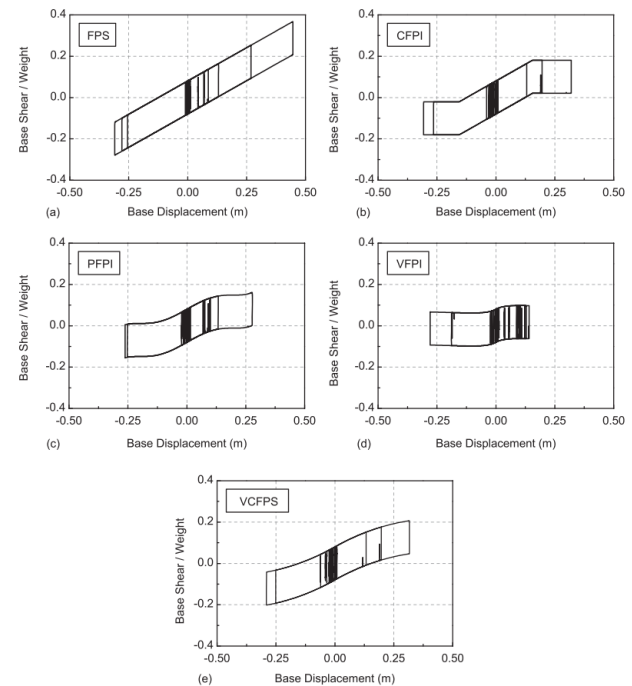 0.4
FPS
0.2
0.0
-0.2
-0.4
-0.50 -0.25 0.00 0.25 0.50
Base Shear / Weight
(a) Base Displacement (m)
0.4
CFPI
0.2
0.0
-0.2
-0.4
-0.50 -0.25 0.00 0.25 0.50
Base Shear / Weight
(b) Base Displacement (m)
0.4
PFPI
0.2
0.0
-0.2
-0.4
-0.50 -0.25 0.00 0.25 0.50
Base Shear / Weight
(c) Base Displacement (m)
0.4
VFPI
0.2
0.0
-0.2
-0.4
-0.50 -0.25 0.00 0.25 0.50
Base Shear / Weight
(d) Base Displacement (m)
0.4
VCFPS
0.2
0.0
-0.2
-0.4
-0.50 -0.25 0.00 0.25 0.50
Base Shear / Weight
(e) Base Displacement (m)